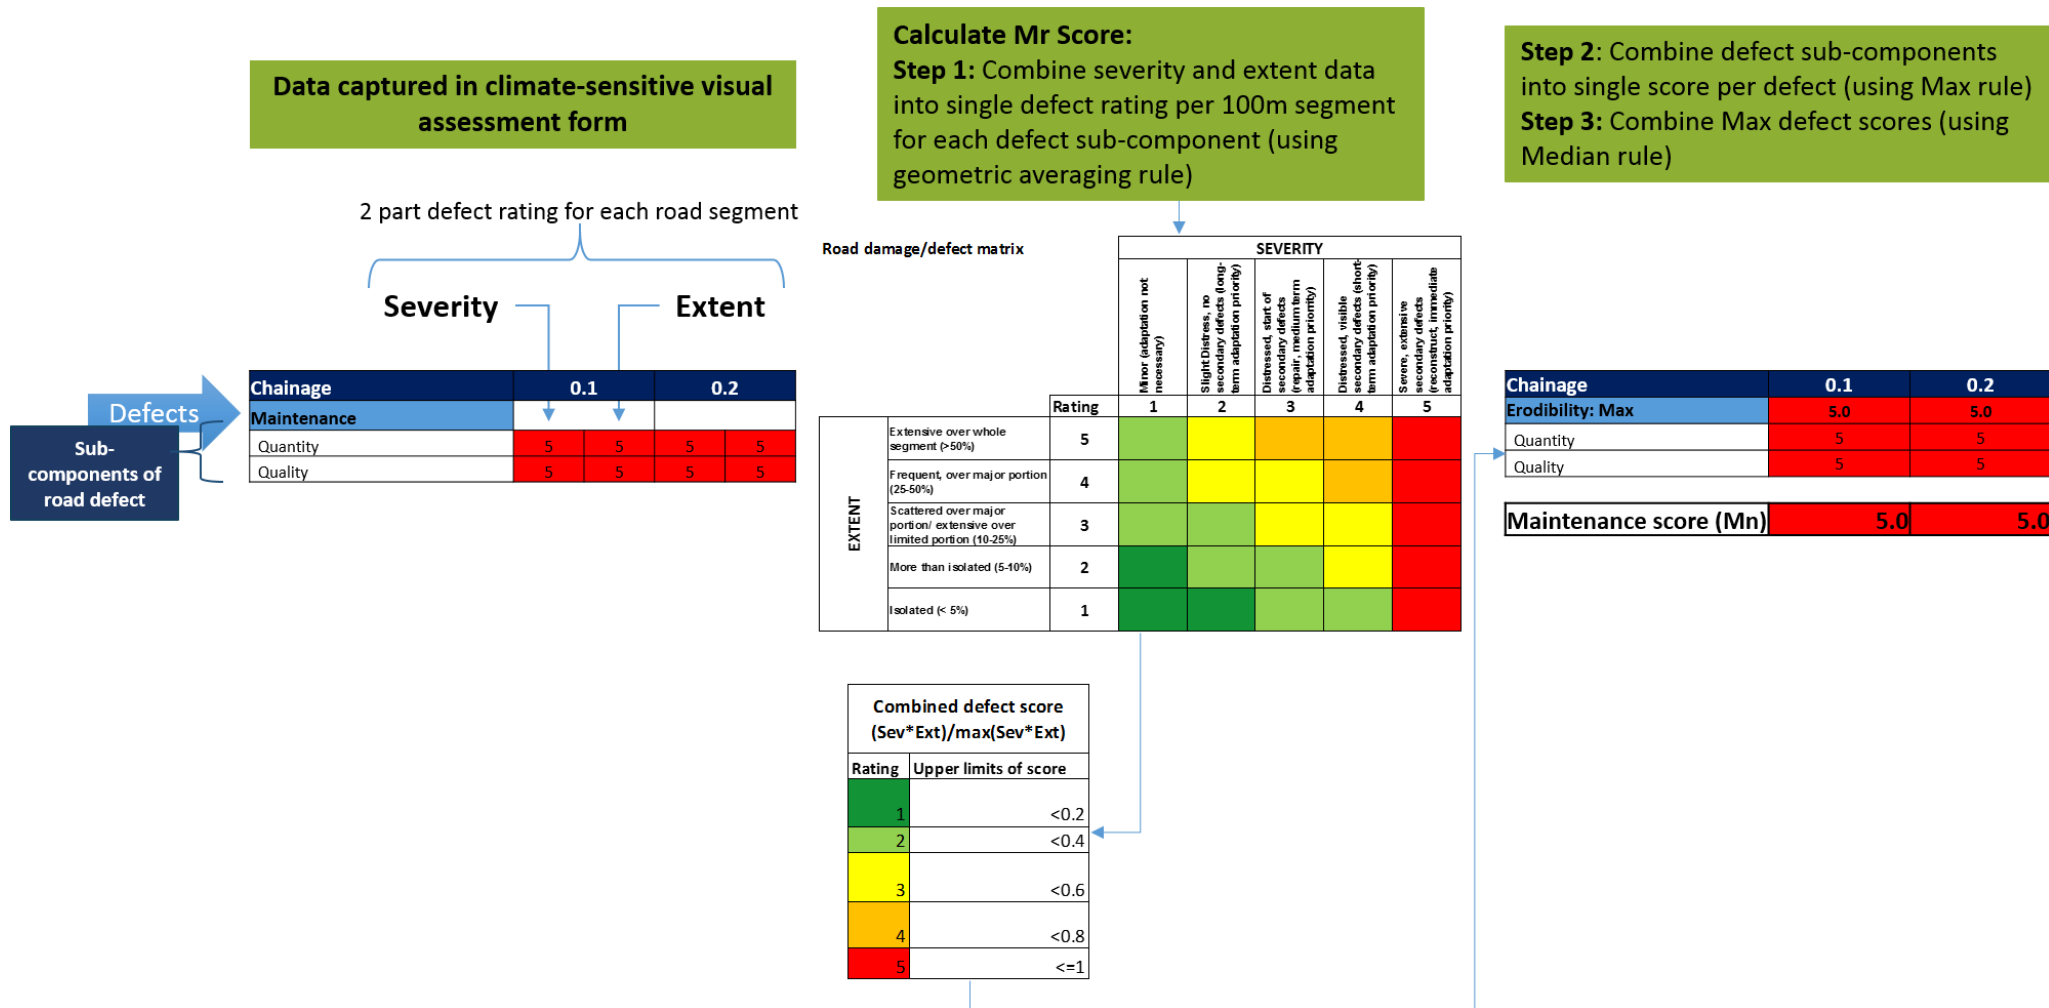 Data captured in climate-sensitive visual
assessment form
Calculate Mr Score:
Step 1: Combine severity and extent data
into single defect rating per 100m segment
for each defect sub-component (using
geometric averaging rule)
Step 2: Combine defect sub-components
into single score per defect (using Max rule)
Step 3: Combine Max defect scores (using
Median rule)
2 part defect rating for each road segment
Severity
Extent
Defects
Sub-
components of
road defect
Chainage 0.1 0.2
Maintenance
Quantity 5 5 5 5
Quality 5 5 5 5
Road damage/defect matrix
SEVERITY
Minor (adaptation not
necessary)
Slight Distress, no
secondary defects (long-
term adaptation priority)
Distressed, start of
secondary defects
(repair, medium term
adaptation priority)
Distressed, visible
secondary defects (short-
term adaptation priority)
Severe, extensive
secondary defects
(reconstruct, immediate
adaptation priority)
Rating 1 2 3 4 5
EXTENT
Extensive over whole
segment (>50%)
5
Frequent, over major portion
(25-50%)
4
Scattered over major
portion/ extensive over
limited portion (10-25%)
3
More than isolated (5-10%)
2
Isolated (< 5%)
1
Combined defect score
(Sev*Ext)/max(Sev*Ext)
Rating Upper limits of score
1 <0.2
2 <0.4
3 <0.6
4 <0.8
5 <=1
Chainage 0.1 0.2
Erodibility: Max 5.0 5.0
Quantity 5 5
Quality 5 5
Maintenance score (Mn) 5.0 5.0